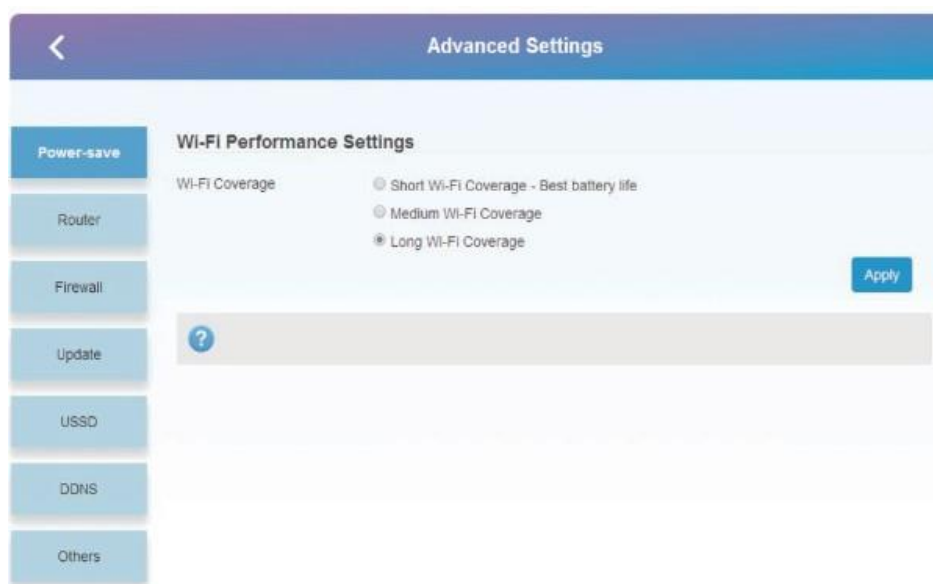 Advanced Settings
Power-save
Wi-Fi Performance Settings
Wi-Fi Coverage
Short Wi-Fi Coverage - Best battery life
Medium Wi-Fi Coverage
Long Wi-Fi Coverage
Apply
?
Router
Firewall
Update
USSD
DDNS
Others